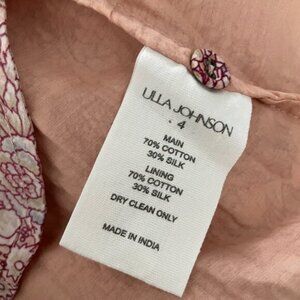 ULLA JOHNSON
. 4
MAIN
70% COTTON
30% SILK
LINING
70% COTTON
30% SILK
DRY CLEAN ONLY
MADE IN INDIA